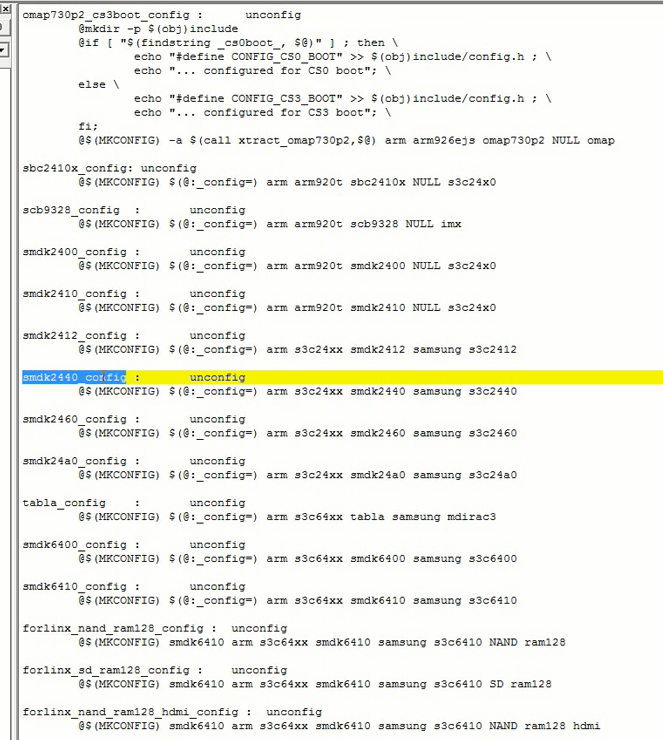 omap730p2_cs3boot_config :      unconfig
        @mkdir -p $(obj)include
        @if [ "$(findstring _cs0boot_, $@)" ] ; then \
                echo "#define CONFIG_CS0_BOOT" >> $(obj)include/config.h ; \
                echo "... configured for CS0 boot"; \
        else \
                echo "#define CONFIG_CS3_BOOT" >> $(obj)include/config.h ; \
                echo "... configured for CS3 boot"; \
        fi;
        @$(MKCONFIG) -a $(call xtract_omap730p2,$@) arm arm926ejs omap730p2 NULL omap
sbc2410x_config: unconfig
        @$(MKCONFIG) $(@:_config=) arm arm920t sbc2410x NULL s3c24x0
scb9328_config  :       unconfig
        @$(MKCONFIG) $(@:_config=) arm arm920t scb9328 NULL imx
smdk2400_config :       unconfig
        @$(MKCONFIG) $(@:_config=) arm arm920t smdk2400 NULL s3c24x0
smdk2410_config :       unconfig
        @$(MKCONFIG) $(@:_config=) arm arm920t smdk2410 NULL s3c24x0
smdk2412_config :       unconfig
        @$(MKCONFIG) $(@:_config=) arm s3c24xx smdk2412 samsung s3c2412
smdk2440_config :       unconfig
        @$(MKCONFIG) $(@:_config=) arm s3c24xx smdk2440 samsung s3c2440
smdk2460_config :       unconfig
        @$(MKCONFIG) $(@:_config=) arm s3c24xx smdk2460 samsung s3c2460
smdk24a0_config :       unconfig
        @$(MKCONFIG) $(@:_config=) arm s3c24xx smdk24a0 samsung s3c24a0
tabla_config    :       unconfig
        @$(MKCONFIG) $(@:_config=) arm s3c64xx tabla samsung mdirac3
smdk6400_config :       unconfig
        @$(MKCONFIG) $(@:_config=) arm s3c64xx smdk6400 samsung s3c6400
smdk6410_config :       unconfig
        @$(MKCONFIG) $(@:_config=) arm s3c64xx smdk6410 samsung s3c6410
forlinx_nand_ram128_config :  unconfig
        @$(MKCONFIG) smdk6410 arm s3c64xx smdk6410 samsung s3c6410 NAND ram128
forlinx_sd_ram128_config :    unconfig
        @$(MKCONFIG) smdk6410 arm s3c64xx smdk6410 samsung s3c6410 SD ram128
forlinx_nand_ram128_hdmi_config :  unconfig
        @$(MKCONFIG) smdk6410 arm s3c64xx smdk6410 samsung s3c6410 NAND ram128 hdmi